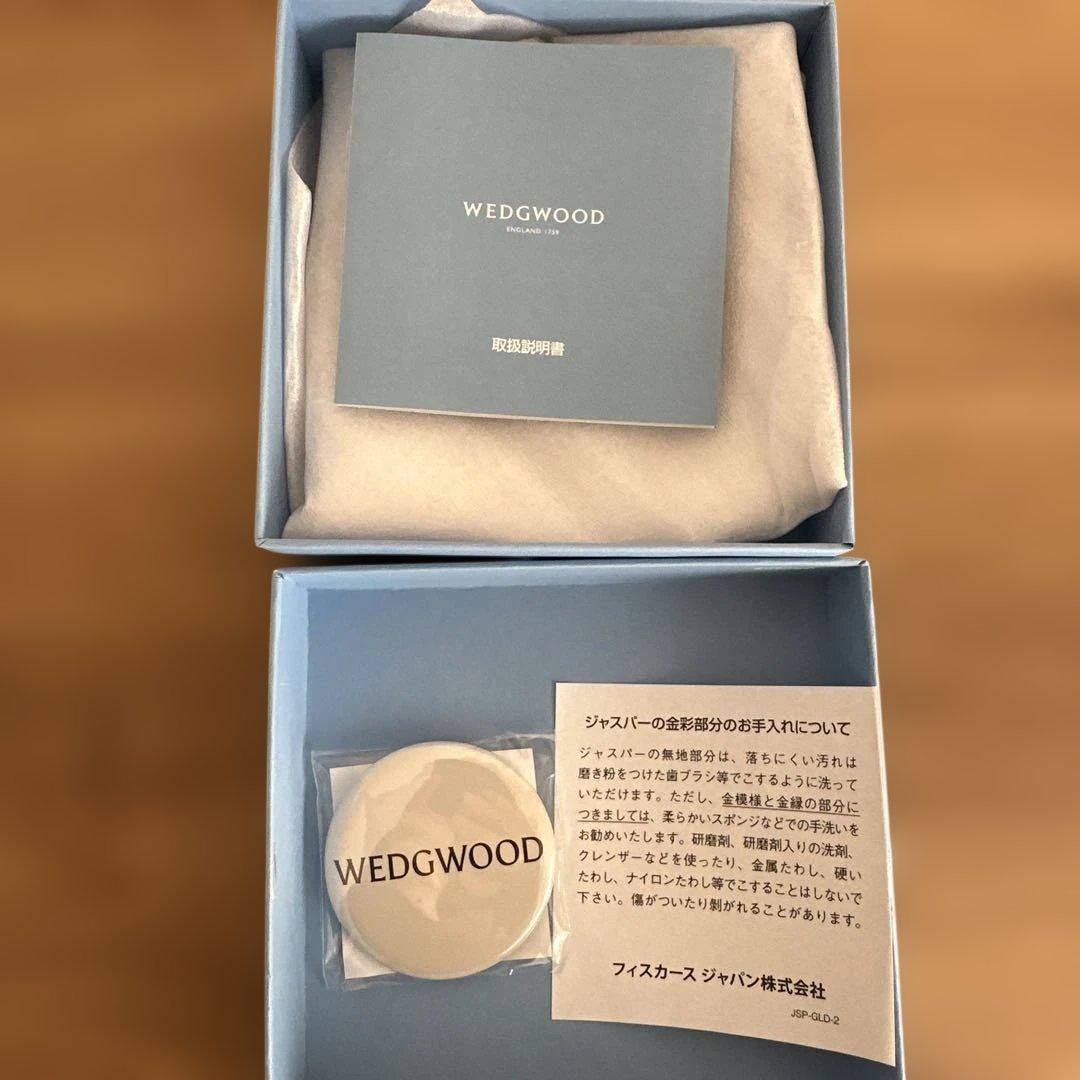 WEDGWOOD
ENGLAND 1759
取扱説明書
WEDGWOOD
ジャスパーの金彩部分のお手入れについて
ジャスパーの無地部分は、落ちにくい汚れは
磨き粉をつけた歯ブラシ等でこするように洗って
いただけます。ただし、金模様と金縁の部分に
つきましては、柔らかいスポンジなどでの手洗いを
お勧めいたします。研磨剤、研磨剤入りの洗剤、
クレンザーなどを使ったり、金属たわし、硬い
たわし、ナイロンたわし等でこすることはしないで
下さい。傷がついたり剝がれることがあります。
フィスカース ジャパン株式会社
JSP-GLD-2